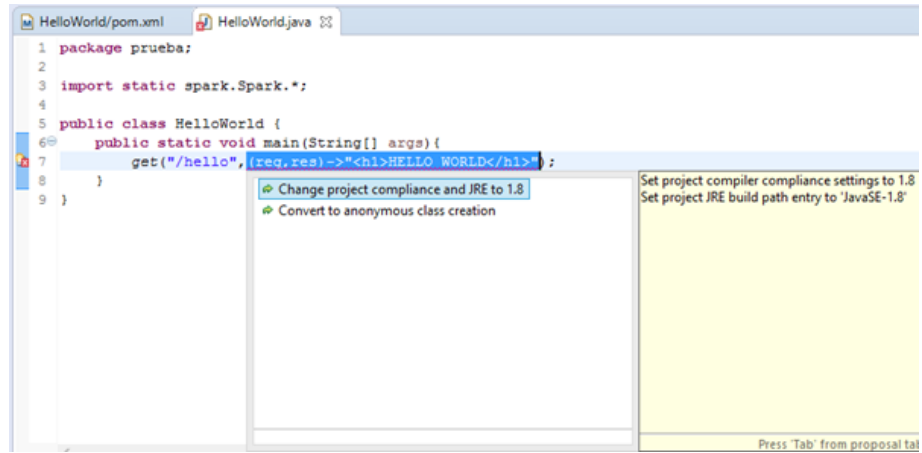 HelloWorld/pom.xml HelloWorld.java
1 package prueba;
2
3 import static spark.Spark.*;
4
5 public class HelloWorld {
6 public static void main(String[] args){
7 get("/hello",(req,res)->"<h1>HELLO WORLD</h1>");
8 }
9 }
Change project compliance and JRE to 1.8
Convert to anonymous class creation
Set project compiler compliance settings to 1.8
Set project JRE build path entry to 'JavaSE-1.8'
Press 'Tab' from proposal tab